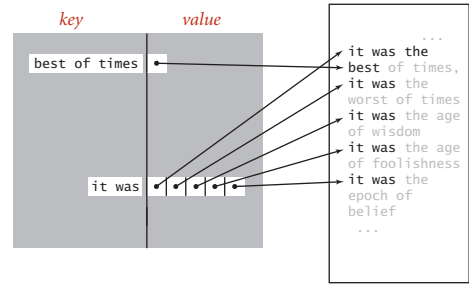 key value
best of times
it was
...
it was the
best of times,
it was the
worst of times
it was the age
of wisdom
it was the age
of foolishness
it was the
epoch of
belief
...